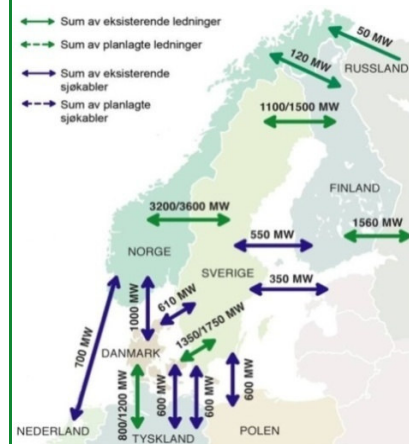 Sum av eksisterende ledninger
Sum av planlagte ledninger
Sum av eksisterende
sjøkabler
Sum av planlagte
sjøkabler
50 MW
RUSSLAND
120 MW
1100/1500 MW
FINLAND
3200/3600 MW
1560 MW
NORGE
550 MW
SVERIGE
350 MW
1000 MW
610 MW
700 MW
1350/1750 MW
DANMARK
800/1200 MW
600 MW
600 MW
600 MW
NEDERLAND
TYSKLAND
POLEN